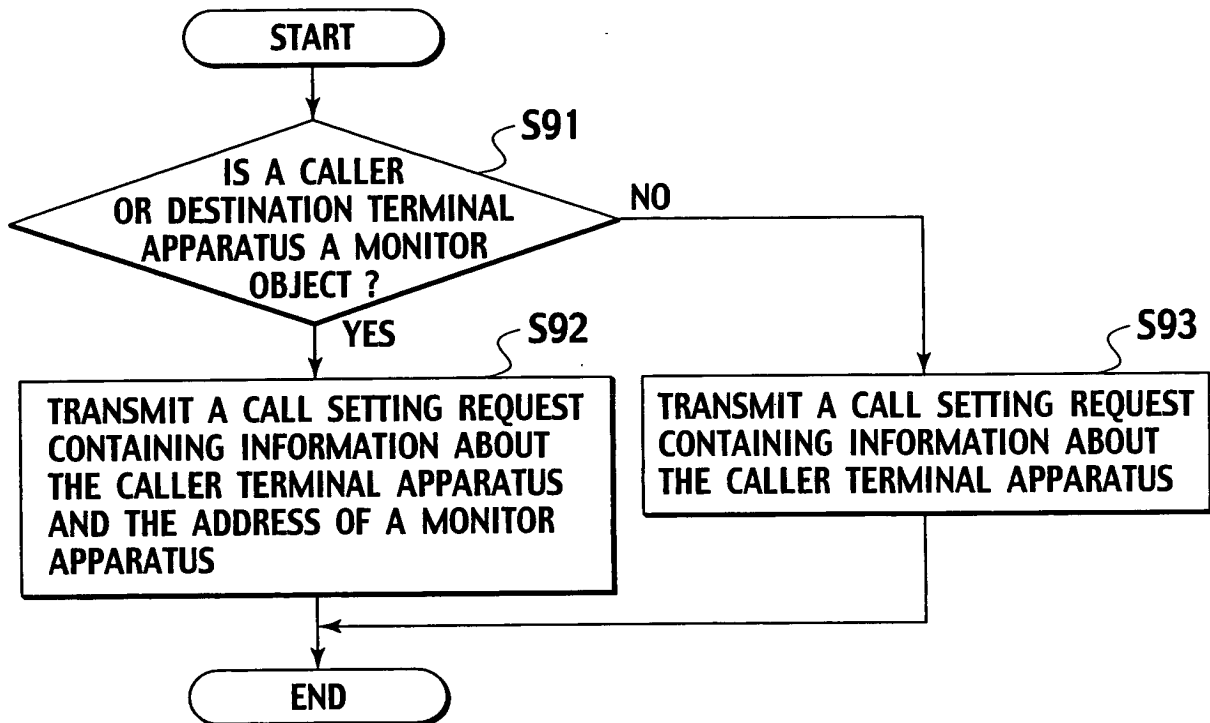 START
S91
IS A CALLER
OR DESTINATION TERMINAL
APPARATUS A MONITOR
OBJECT ?
NO
YES
S92
S93
TRANSMIT A CALL SETTING REQUEST
CONTAINING INFORMATION ABOUT
THE CALLER TERMINAL APPARATUS
AND THE ADDRESS OF A MONITOR
APPARATUS
TRANSMIT A CALL SETTING REQUEST
CONTAINING INFORMATION ABOUT
THE CALLER TERMINAL APPARATUS
END